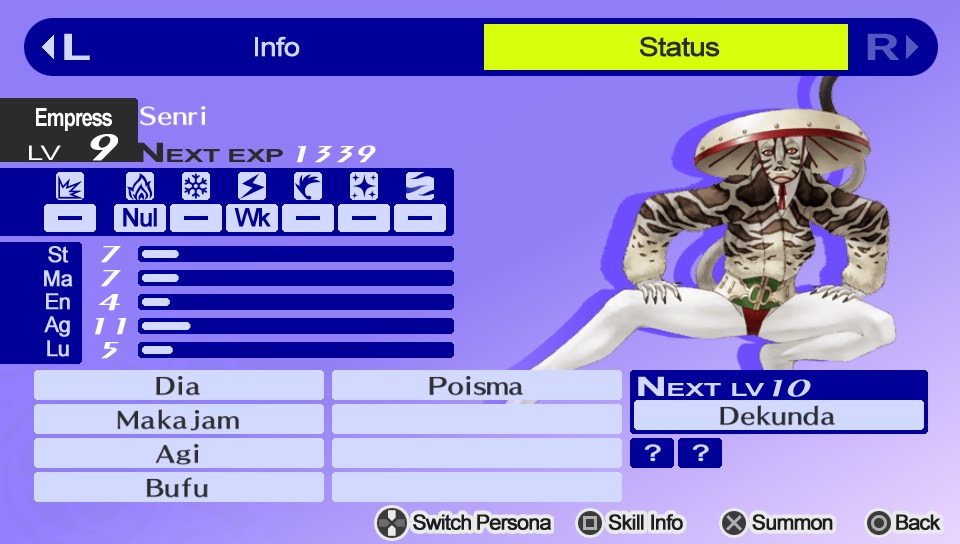 L Info Status R
Empress Senri
LV 9 NEXT EXP 1339
— Nul — Wk — — —
St 7
Ma 7
En 4
Ag 11
Lu 5
Dia Poisma NEXT LV 10
Makajam Dekunda
Agi ? ?
Bufu
Switch Persona Skill Info Summon Back